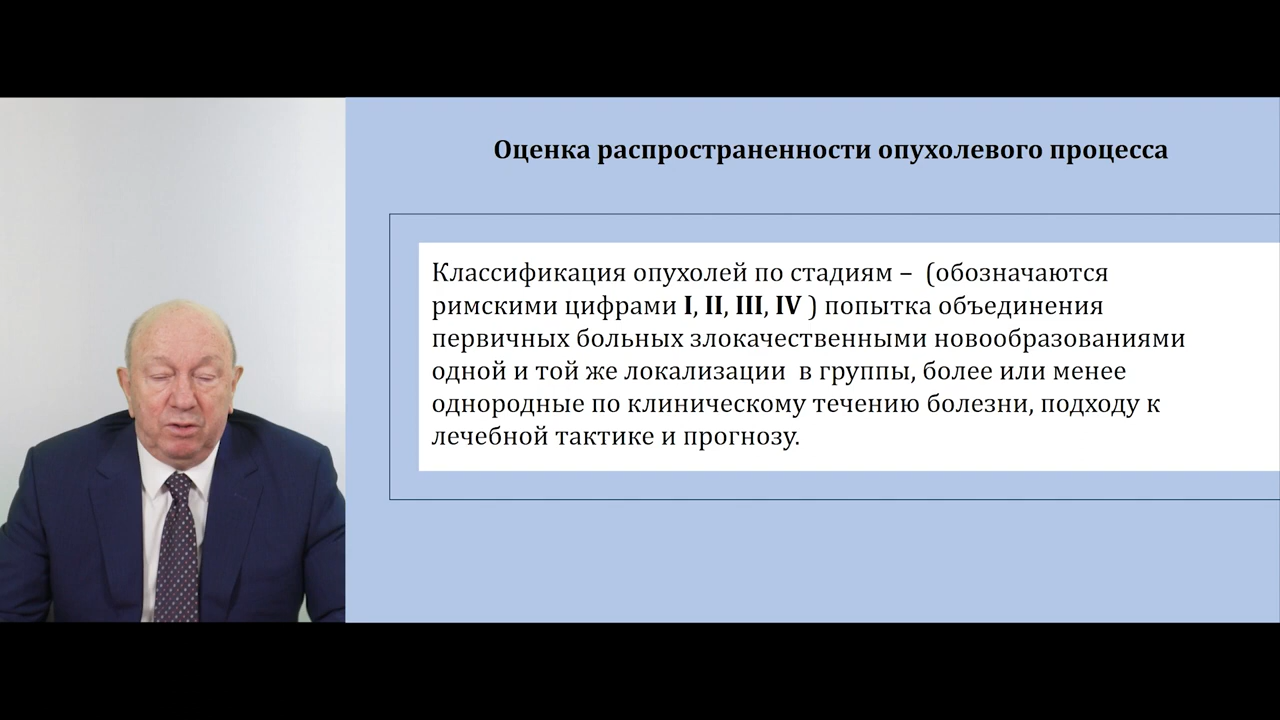 Оценка распространенности опухолевого процесса
Классификация опухолей по стадиям – (обозначаются
римскими цифрами I, II, III, IV ) попытка объединения
первичных больных злокачественными новообразованиями
одной и той же локализации в группы, более или менее
однородные по клиническому течению болезни, подходу к
лечебной тактике и прогнозу.